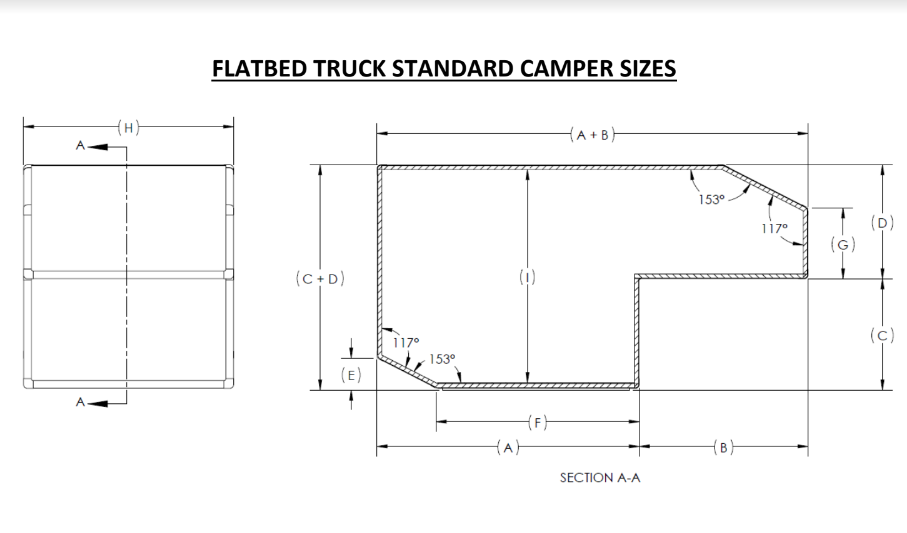 FLATBED TRUCK STANDARD CAMPER SIZES
(H)
A
(A + B)
153°
117°
(D)
(G)
(C + D)
(I)
(C)
117°
153°
(E)
A
(F)
(A)
(B)
SECTION A-A